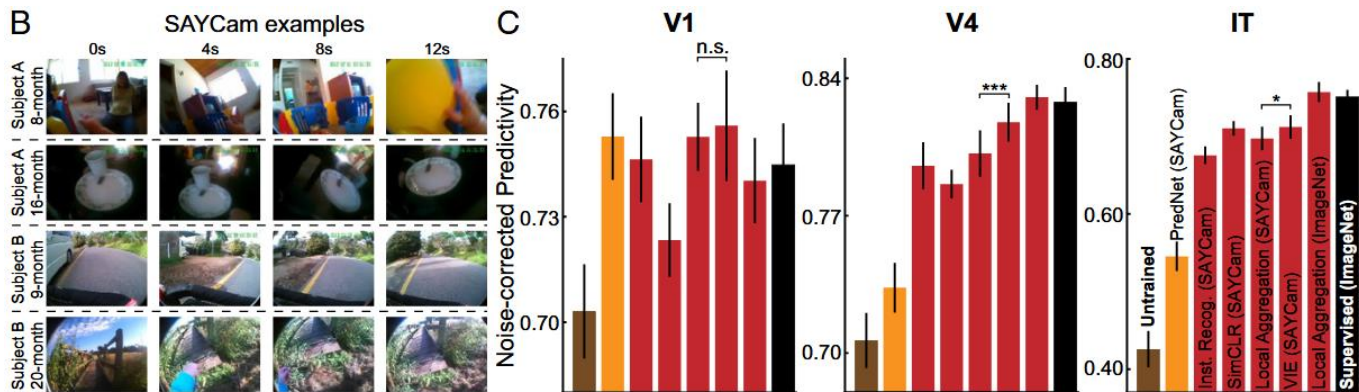 B
SAYCam examples
0s
4s
8s
12s
Subject A
8-month
Subject A
16-month
Subject B
9-month
Subject B
20-month
C
Noise-corrected Predictivity
V1
0.76
0.73
0.70
n.s.
V4
0.84
0.77
0.70
***
IT
0.80
0.60
0.40
*
Untrained
PredNet (SAYCam)
Inst. Recog. (SAYCam)
SimCLR (SAYCam)
Local Aggregation (SAYCam)
VIE (SAYCam)
Local Aggregation (ImageNet)
Supervised (ImageNet)